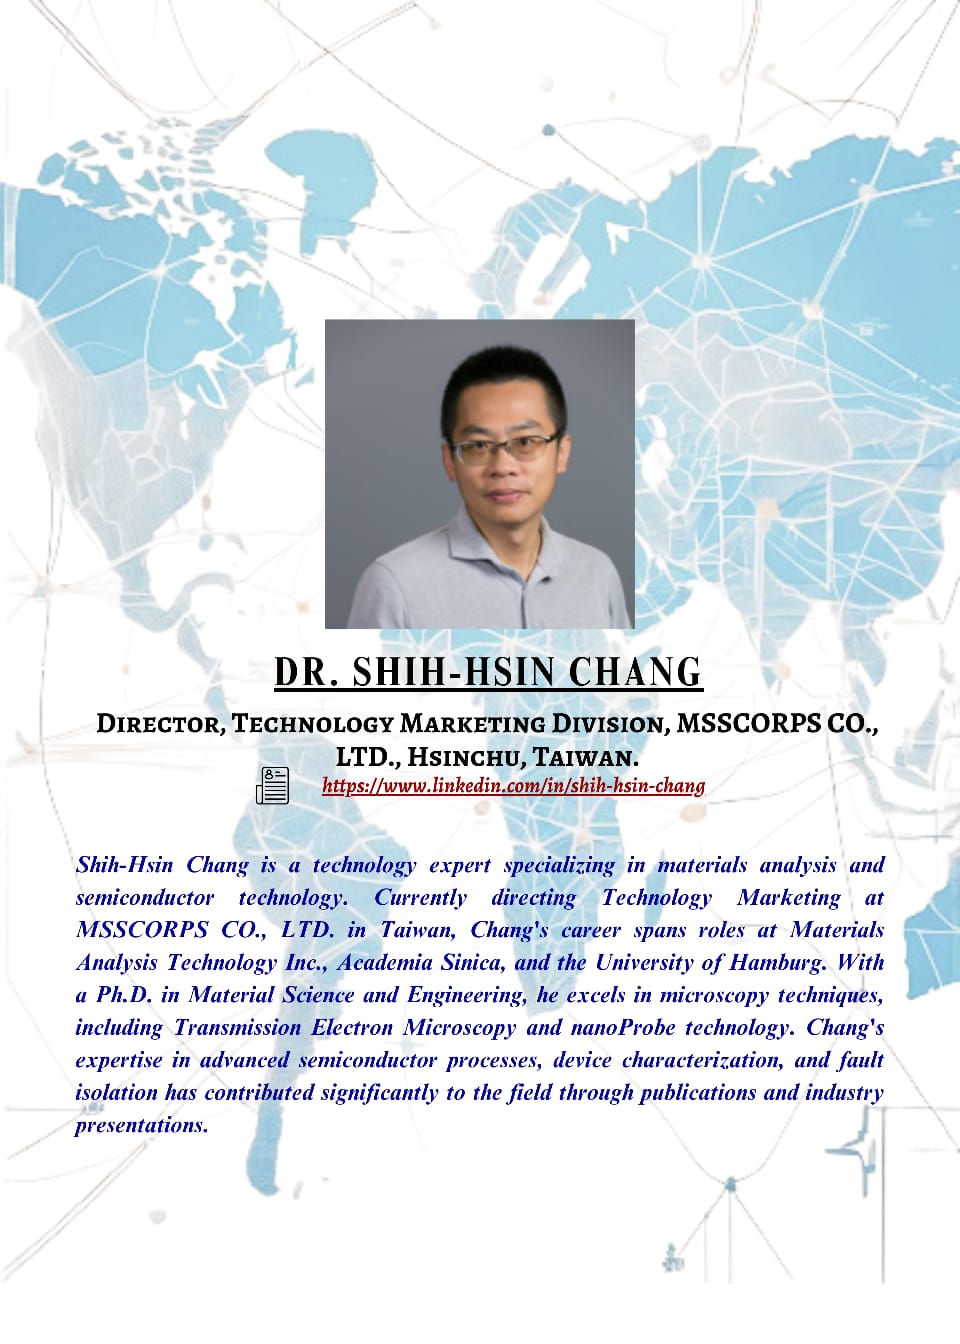 DR. SHIH-HSIN CHANG
Director, Technology Marketing Division, MSSCORPS CO.,
LTD., Hsinchu, Taiwan.
https://www.linkedin.com/in/shih-hsin-chang
Shih-Hsin Chang is a technology expert specializing in materials analysis and
semiconductor technology. Currently directing Technology Marketing at
MSSCORPS CO., LTD. in Taiwan, Chang's career spans roles at Materials
Analysis Technology Inc., Academia Sinica, and the University of Hamburg. With
a Ph.D. in Material Science and Engineering, he excels in microscopy techniques,
including Transmission Electron Microscopy and nanoProbe technology. Chang's
expertise in advanced semiconductor processes, device characterization, and fault
isolation has contributed significantly to the field through publications and industry
presentations.